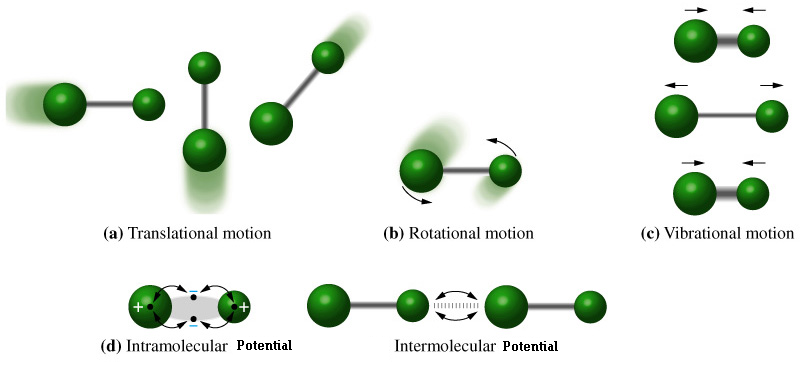 (a) Translational motion
(b) Rotational motion
(c) Vibrational motion
+ − − +
(d) Intramolecular Potential
Intermolecular Potential